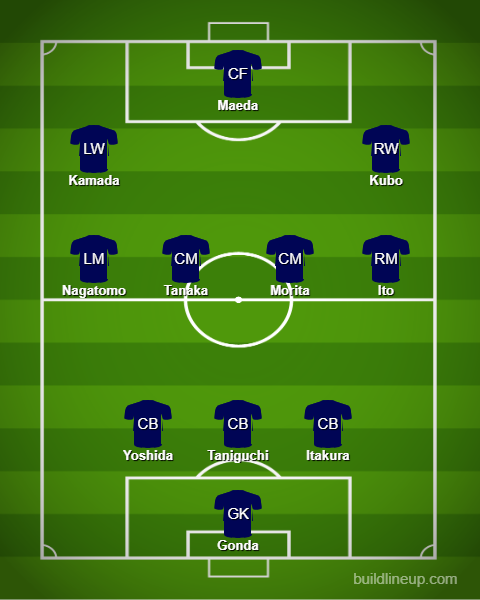 CF
Maeda
LW
Kamada
RW
Kubo
LM
Nagatomo
CM
Tanaka
CM
Morita
RM
Ito
CB
Yoshida
CB
Taniguchi
CB
Itakura
GK
Gonda
buildlineup.com